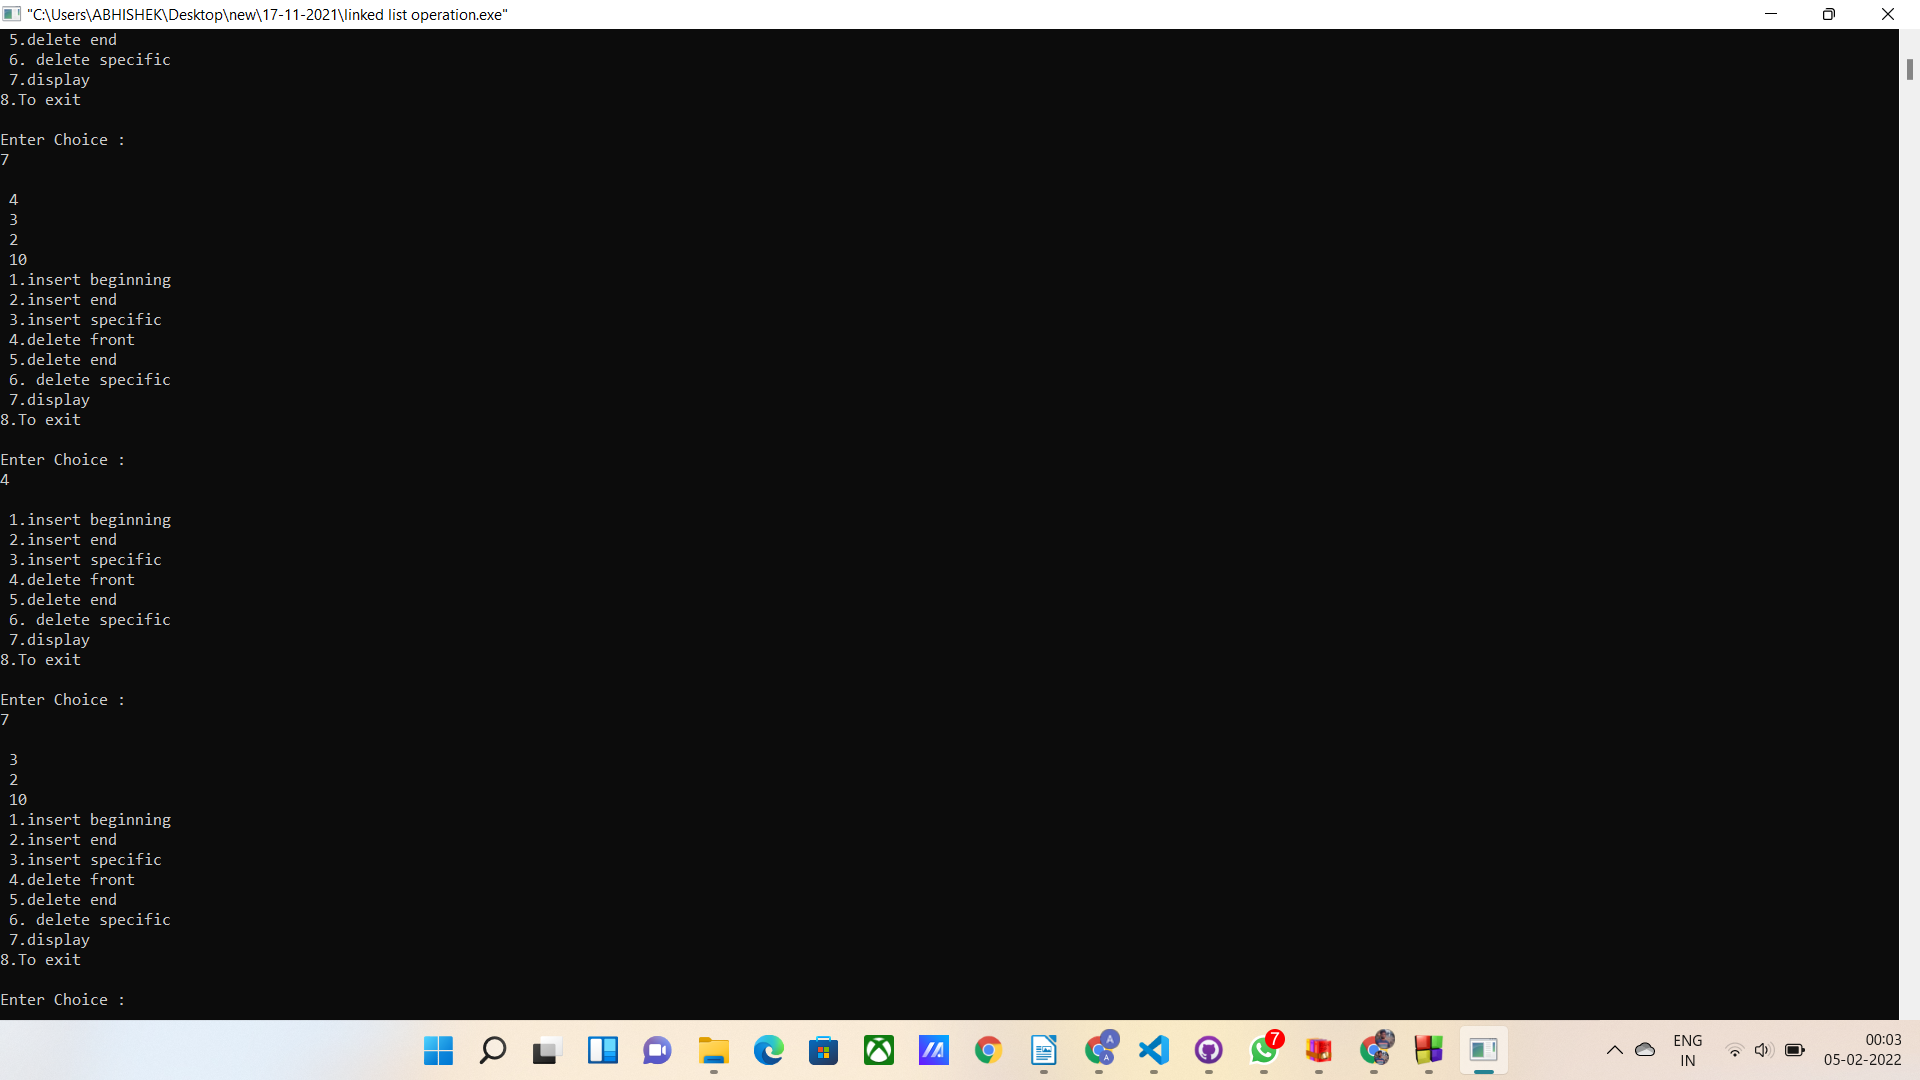 "C:\Users\ABHISHEK\Desktop\new\17-11-2021\linked list operation.exe"
5.delete end
6. delete specific
7.display
8.To exit
Enter Choice :
7
4
3
2
10
1.insert beginning
2.insert end
3.insert specific
4.delete front
5.delete end
6. delete specific
7.display
8.To exit
Enter Choice :
4
1.insert beginning
2.insert end
3.insert specific
4.delete front
5.delete end
6. delete specific
7.display
8.To exit
Enter Choice :
7
3
2
10
1.insert beginning
2.insert end
3.insert specific
4.delete front
5.delete end
6. delete specific
7.display
8.To exit
Enter Choice :
A
A
7
ENG
IN
00:03
05-02-2022